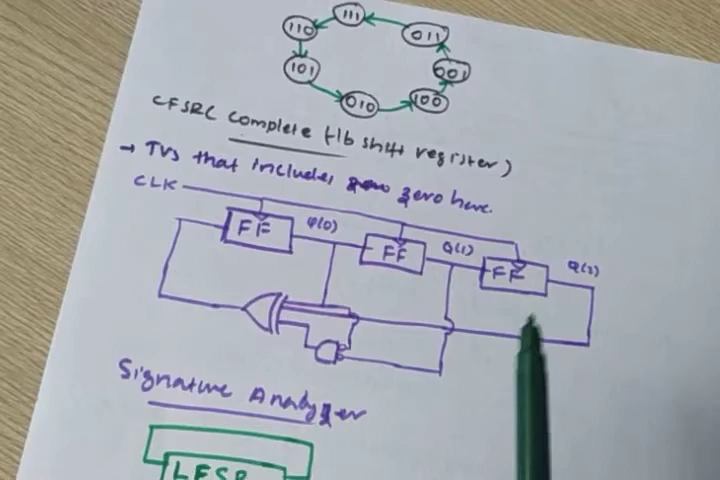 111
110
011
101
001
010
100
CFSRC complete f/b shift register)
→ TVs that includes zero here.
CLK
FF Q(0) FF Q(1) FF Q(2)
Signature Analyzer
LFSR